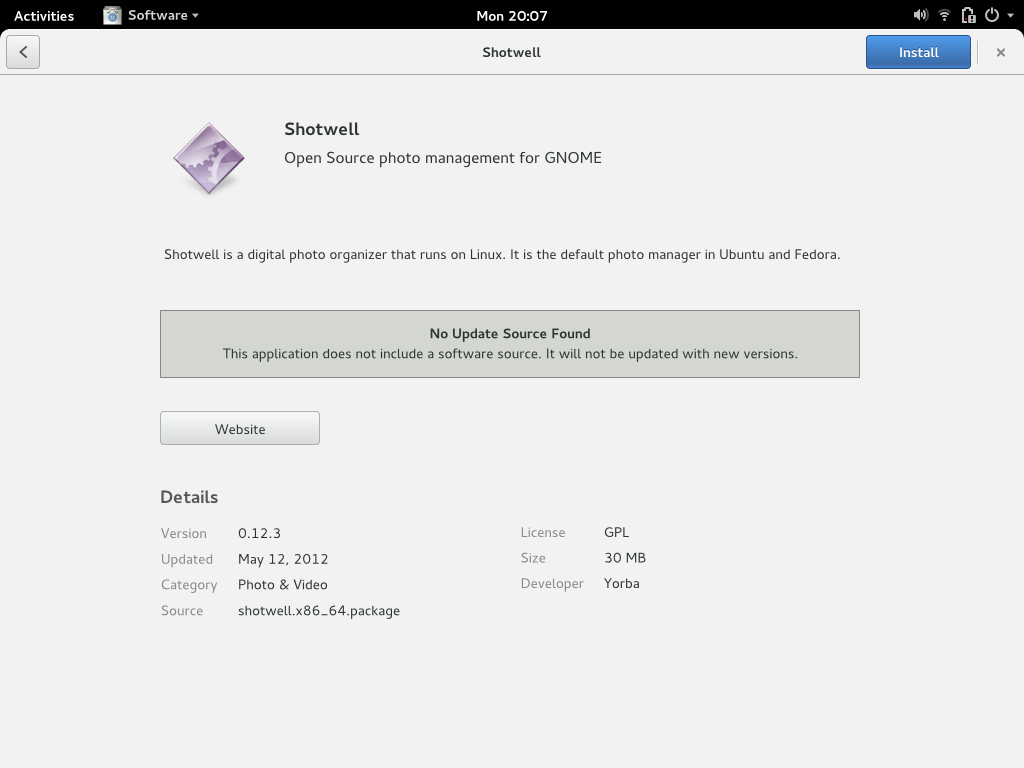 Activities Software Mon 20:07
Shotwell Install
Shotwell
Open Source photo management for GNOME
Shotwell is a digital photo organizer that runs on Linux. It is the default photo manager in Ubuntu and Fedora.
No Update Source Found
This application does not include a software source. It will not be updated with new versions.
Website
Details
Version 0.12.3 License GPL
Updated May 12, 2012 Size 30 MB
Category Photo & Video Developer Yorba
Source shotwell.x86_64.package